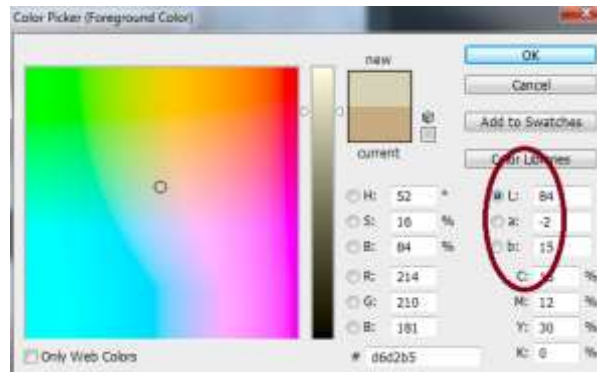 Color Picker (Foreground Color)
new
current
OK
Cancel
Add to Swatches
Color Libraries
H: 52 °
S: 16 %
B: 84 %
R: 214
G: 210
B: 181
# d6d2b5
L: 84
a: -2
b: 15
C: %
M: 12 %
Y: 30 %
K: 0 %
Only Web Colors